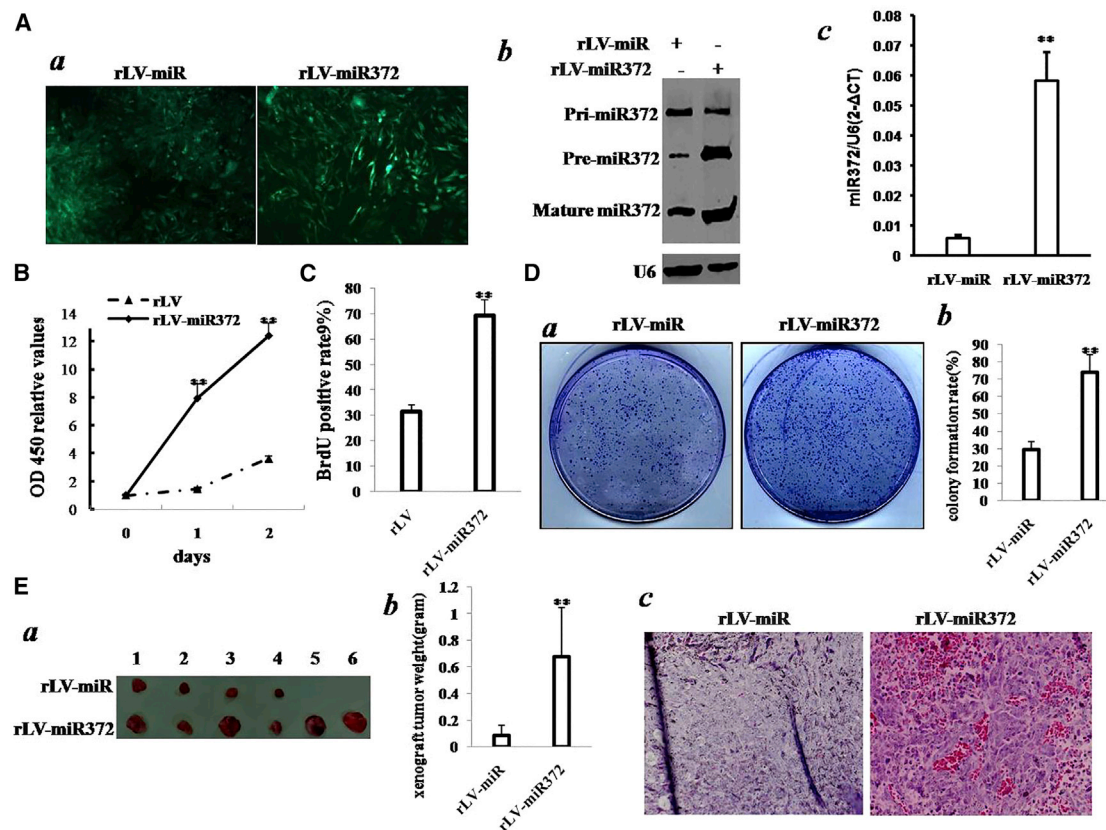 A
a
rLV-miR rLV-miR372
b
rLV-miR + -
rLV-miR372 - +
Pri-miR372
Pre-miR372
Mature miR372
U6
c
miR372/U6(2-ΔCT)
0.08
0.07
0.06
0.05
0.04
0.03
0.02
0.01
0
**
rLV-miR rLV-miR372
B
rLV
rLV-miR372
OD 450 relative values
14
12
10
8
6
4
2
0
** **
0 1 2
days
C
BrdU positive rate9%)
80
70
60
50
40
30
20
10
0
**
rLV
rLV-miR372
D
a
rLV-miR rLV-miR372
b
colony formation rate(%)
90
80
70
60
50
40
30
20
10
0
**
rLV-miR
rLV-miR372
E
a
1 2 3 4 5 6
rLV-miR
rLV-miR372
b
xenograft tumor weight(gram)
1.2
1
0.8
0.6
0.4
0.2
0
**
rLV-miR
rLV-miR372
c
rLV-miR rLV-miR372